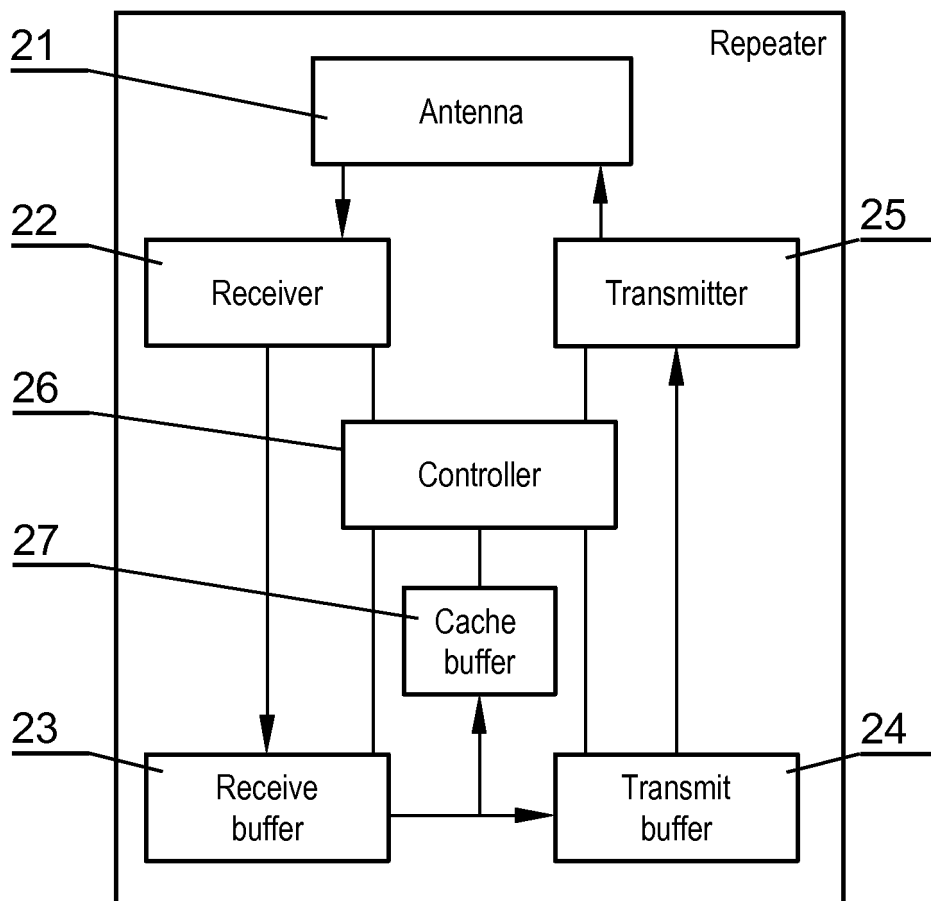 Repeater
21
Antenna
22
Receiver
25
Transmitter
26
Controller
27
Cache
buffer
23
Receive
buffer
24
Transmit
buffer